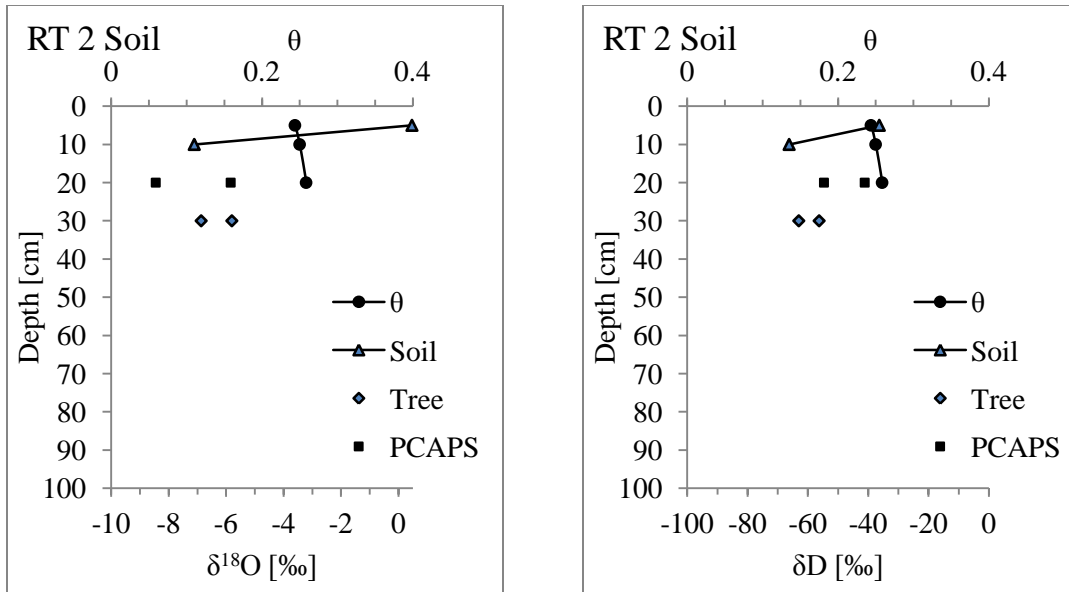 RT 2 Soil θ
0 0.2 0.4
0
10
20
30
40
50
60
70
80
90
100
Depth [cm]
θ
Soil
Tree
PCAPS
-10 -8 -6 -4 -2 0
δ¹⁸O [‰]
RT 2 Soil θ
0 0.2 0.4
0
10
20
30
40
50
60
70
80
90
100
Depth [cm]
θ
Soil
Tree
PCAPS
-100 -80 -60 -40 -20 0
δD [‰]